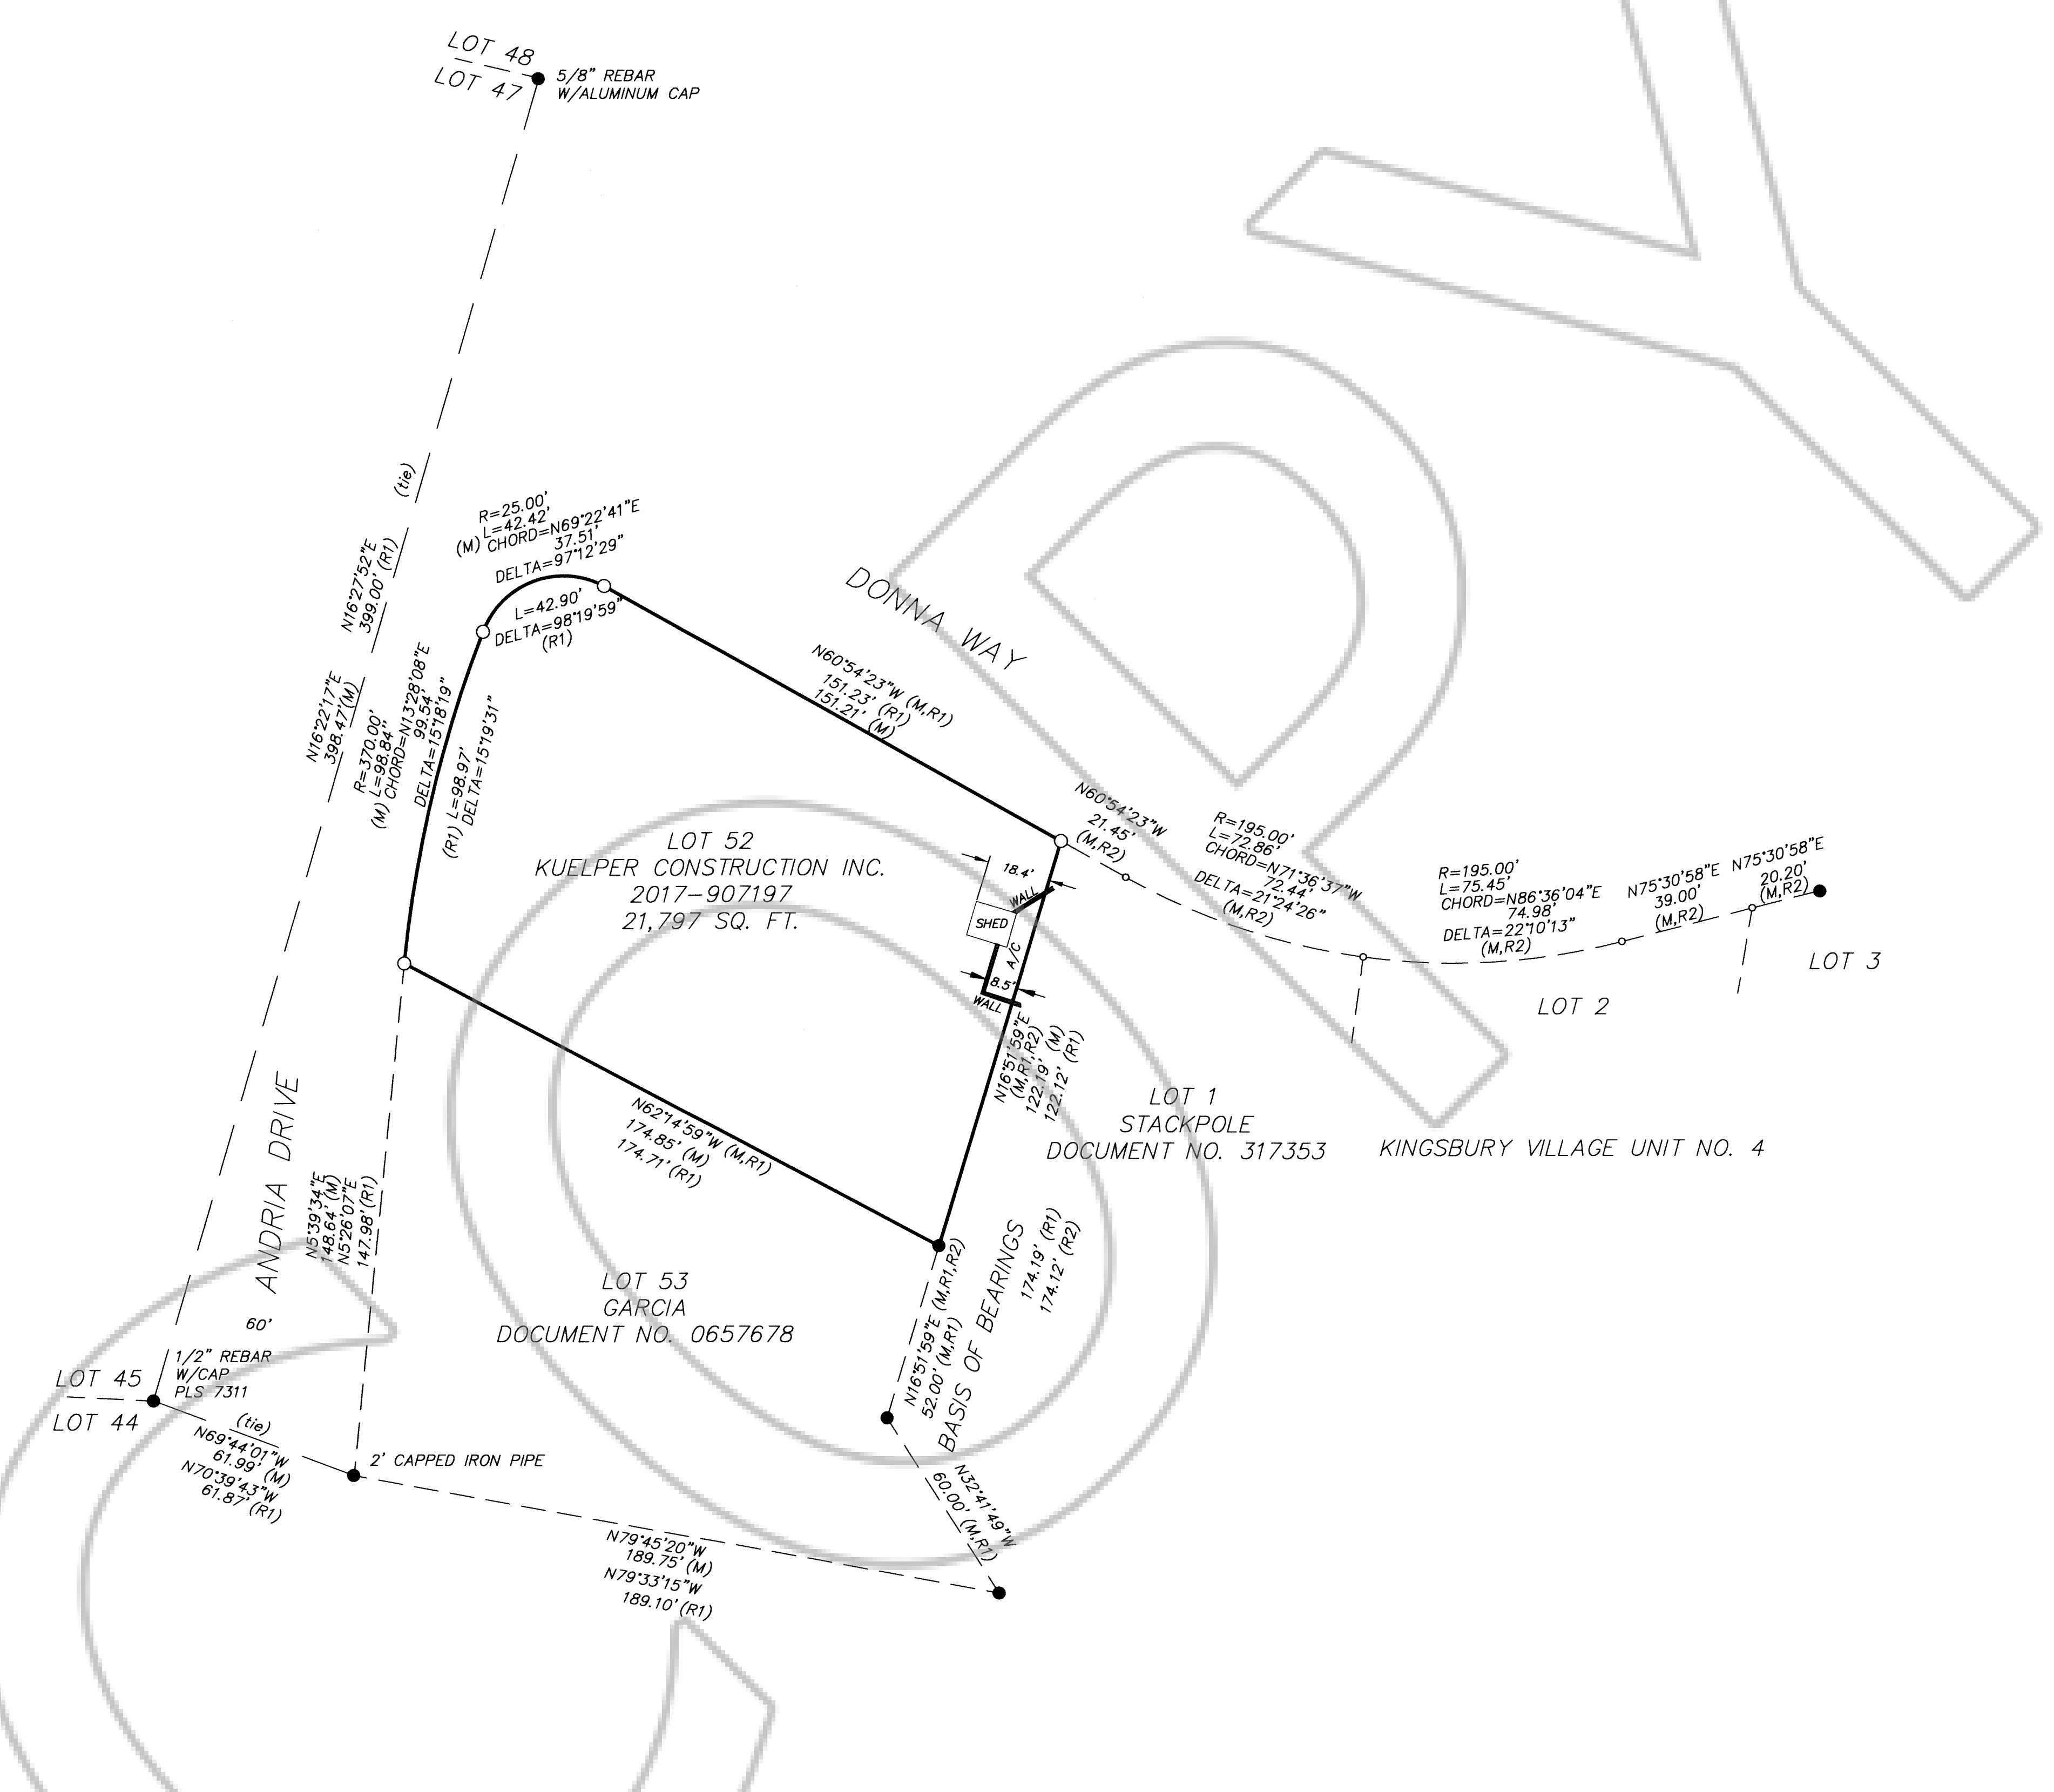 LOT 48
LOT 47
5/8" REBAR
W/ALUMINUM CAP
(tie)
N16°27'52"E
399.00' (R1)
N16°22'17"E
398.47'(M)
R=25.00'
L=42.42'
(M) CHORD=N69°22'41"E
37.51'
DELTA=97°12'29"
L=42.90'
DELTA=98°19'59"
(R1)
R=370.00'
(M) L=98.84"
CHORD=N13°28'08"E
99.54'
DELTA=15°18'19"
(R1) L=98.97'
DELTA=15°19'31"
DONNA WAY
N60°54'23"W (M,R1)
151.23' (R1)
151.21' (M)
N60°54'23"W
21.45'
(M,R2)
R=195.00'
L=72.86'
CHORD=N71°36'37"W
72.44'
DELTA=21°24'26"
(M,R2)
R=195.00'
L=75.45'
CHORD=N86°36'04"E
74.98'
DELTA=22°10'13"
(M,R2)
N75°30'58"E
39.00'
(M,R2)
N75°30'58"E
20.20'
(M,R2)
LOT 3
LOT 2
LOT 52
KUELPER CONSTRUCTION INC.
2017-907197
21,797 SQ. FT.
18.4'
WALL
SHED
A/C
8.5'
WALL
N16°51'59"E
(M,R1,R2)
122.19' (M)
122.12' (R1)
LOT 1
STACKPOLE
DOCUMENT NO. 317353
KINGSBURY VILLAGE UNIT NO. 4
N62°14'59"W (M,R1)
174.85' (M)
174.71' (R1)
ANDRIA DRIVE
60'
N5°39'34"E
148.64' (M)
N5°26'07"E
147.98' (R1)
LOT 53
GARCIA
DOCUMENT NO. 0657678
N16°51'59"E (M,R1,R2)
52.00' (M,R1)
BASIS OF BEARINGS
174.19' (R1)
174.12' (R2)
N32°41'49"W
60.00' (M,R1)
LOT 45
LOT 44
1/2" REBAR
W/CAP
PLS 7311
(tie)
N69°44'01"W
61.99' (M)
N70°39'43"W
61.87' (R1)
2' CAPPED IRON PIPE
N79°45'20"W
189.75' (M)
N79°33'15"W
189.10' (R1)
COPY